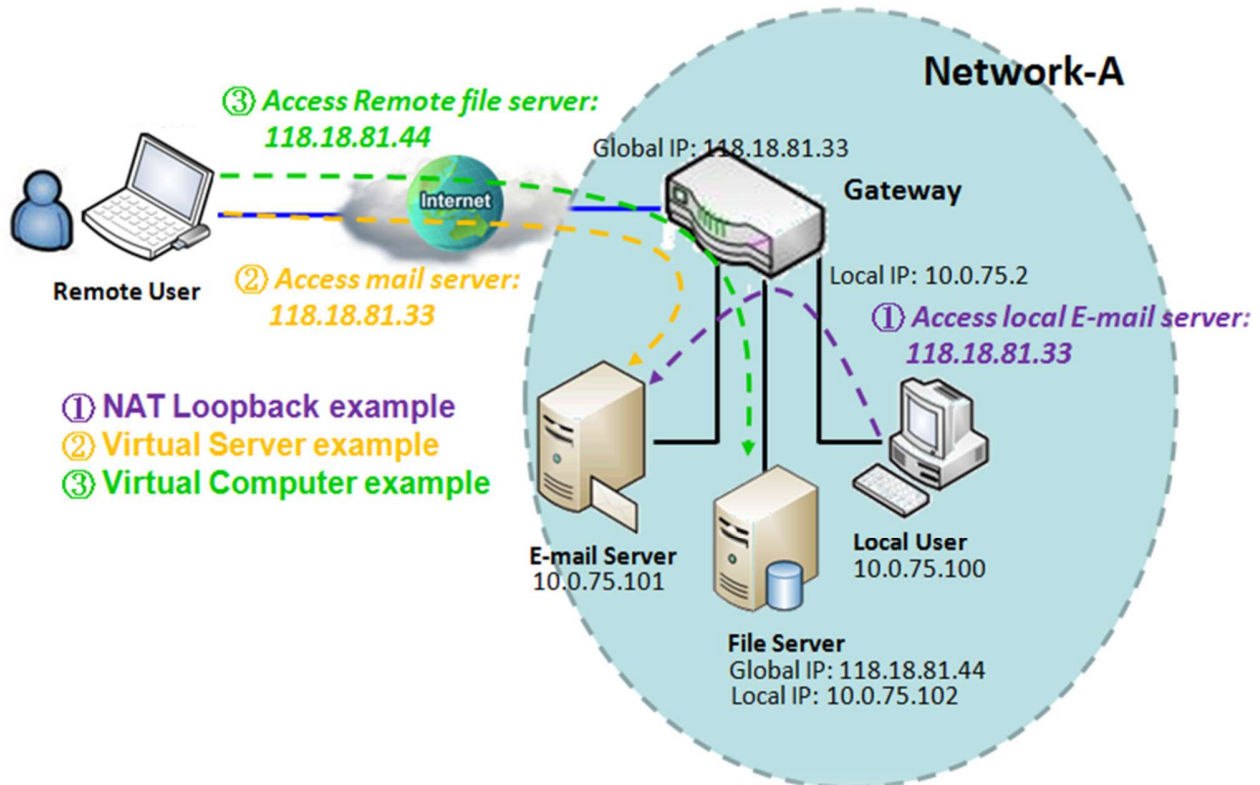 Network-A
③ Access Remote file server:
118.18.81.44
Global IP: 118.18.81.33
Gateway
Internet
Remote User
② Access mail server:
118.18.81.33
Local IP: 10.0.75.2
① Access local E-mail server:
118.18.81.33
① NAT Loopback example
② Virtual Server example
③ Virtual Computer example
E-mail Server
10.0.75.101
Local User
10.0.75.100
File Server
Global IP: 118.18.81.44
Local IP: 10.0.75.102